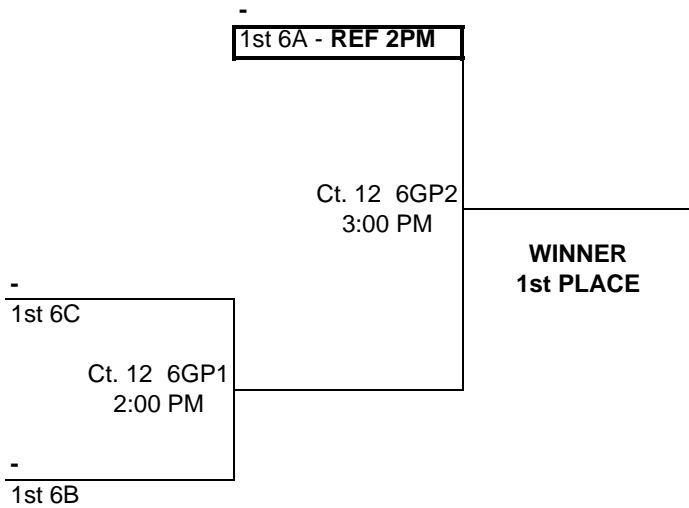 -
1st 6A - REF 2PM
Ct. 12 6GP2
3:00 PM
WINNER
1st PLACE
-
1st 6C
Ct. 12 6GP1
2:00 PM
-
1st 6B